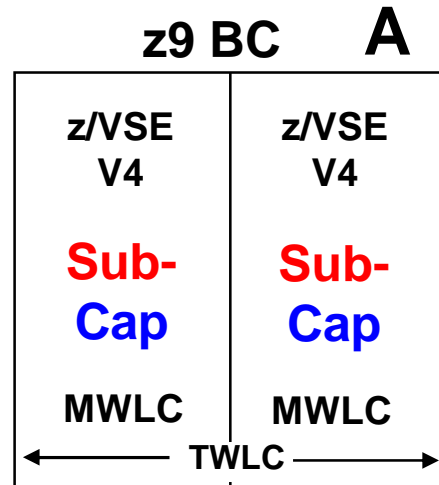 z9 BC A
z/VSE z/VSE
V4 V4
Sub- Sub-
Cap Cap
MWLC MWLC
TWLC